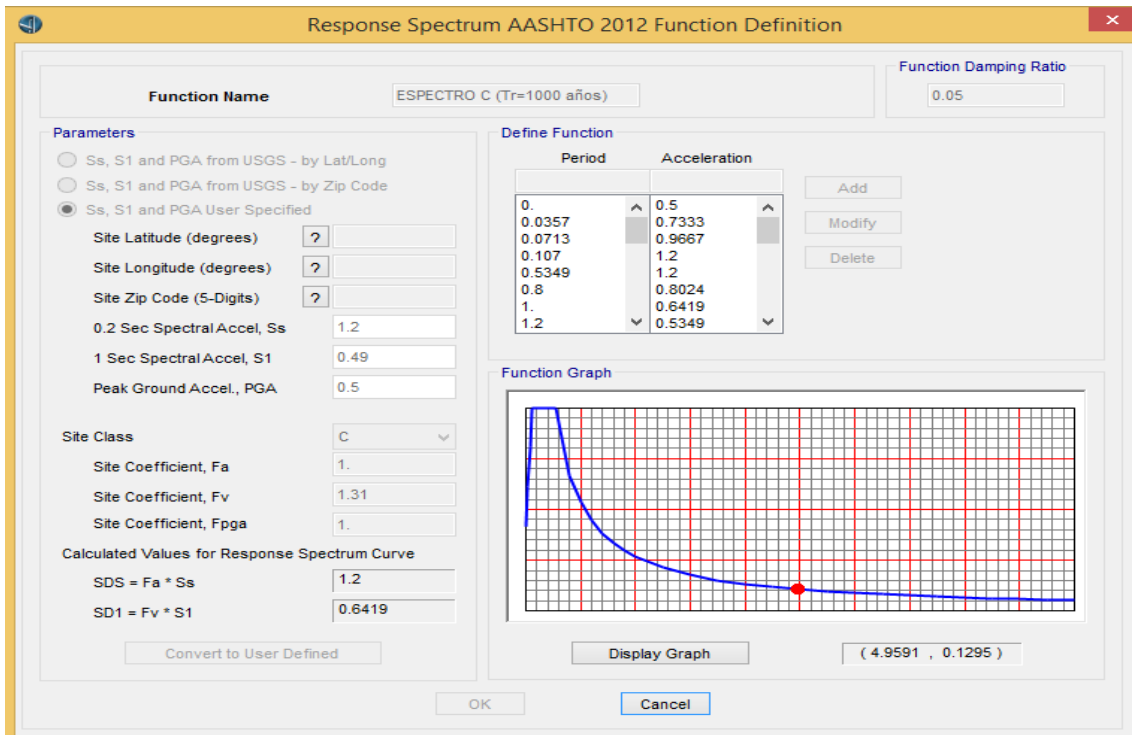 Response Spectrum AASHTO 2012 Function Definition
Function Name
ESPECTRO C (Tr=1000 años)
Function Damping Ratio
0.05
Parameters
Ss, S1 and PGA from USGS - by Lat/Long
Ss, S1 and PGA from USGS - by Zip Code
Ss, S1 and PGA User Specified
Site Latitude (degrees) ?
Site Longitude (degrees) ?
Site Zip Code (5-Digits) ?
0.2 Sec Spectral Accel, Ss 1.2
1 Sec Spectral Accel, S1 0.49
Peak Ground Accel., PGA 0.5
Site Class C
Site Coefficient, Fa 1.
Site Coefficient, Fv 1.31
Site Coefficient, Fpga 1.
Calculated Values for Response Spectrum Curve
SDS = Fa * Ss 1.2
SD1 = Fv * S1 0.6419
Convert to User Defined
Define Function
Period Acceleration
0. 0.5
0.0357 0.7333
0.0713 0.9667
0.107 1.2
0.5349 1.2
0.8 0.8024
1. 0.6419
1.2 0.5349
Add
Modify
Delete
Function Graph
Display Graph
( 4.9591 , 0.1295 )
OK
Cancel